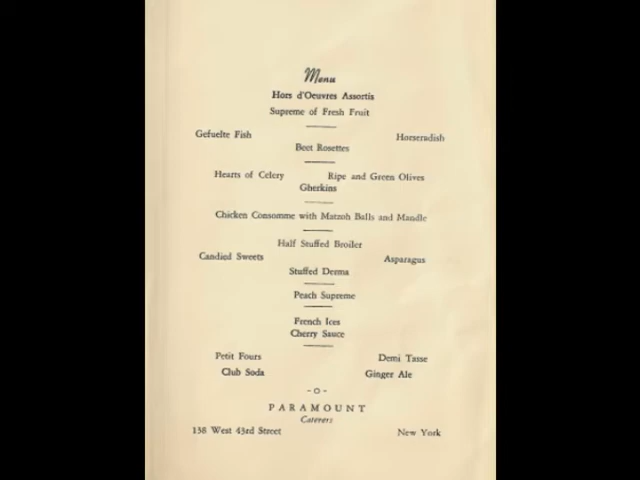 Menu
Hors d'Oeuvres Assortis
Supreme of Fresh Fruit
Gefuelte Fish Horseradish
Beet Rosettes
Hearts of Celery Ripe and Green Olives
Gherkins
Chicken Consomme with Matzoh Balls and Mandle
Half Stuffed Broiler
Candied Sweets Asparagus
Stuffed Derma
Peach Supreme
French Ices
Cherry Sauce
Petit Fours Demi Tasse
Club Soda Ginger Ale
-O-
PARAMOUNT
Caterers
138 West 43rd Street New York